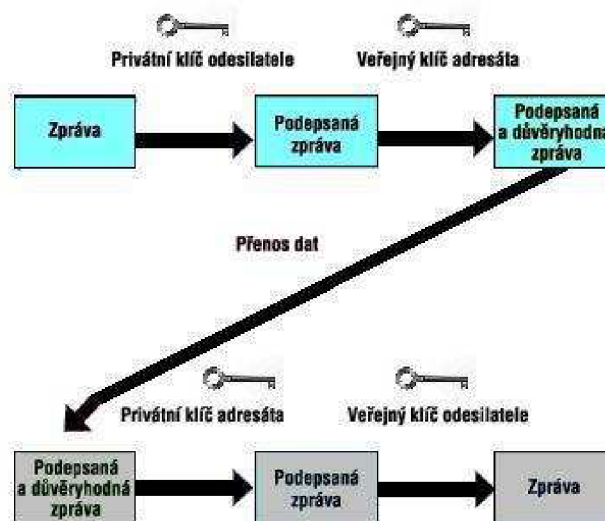 Privátní klíč odesilatele
Veřejný klíč adresáta
Zpráva
Podepsaná
zpráva
Podepsaná
a důvěryhodná
zpráva
Přenos dat
Privátní klíč adresáta
Veřejný klíč odesilatele
Podepsaná
a důvěryhodná
zpráva
Podepsaná
zpráva
Zpráva